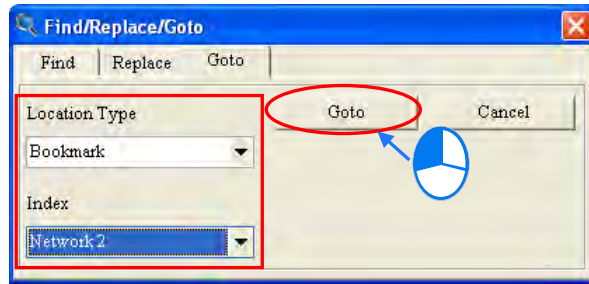 Find/Replace/Goto
Find Replace Goto
Location Type
Goto Cancel
Bookmark
Index
Network 2